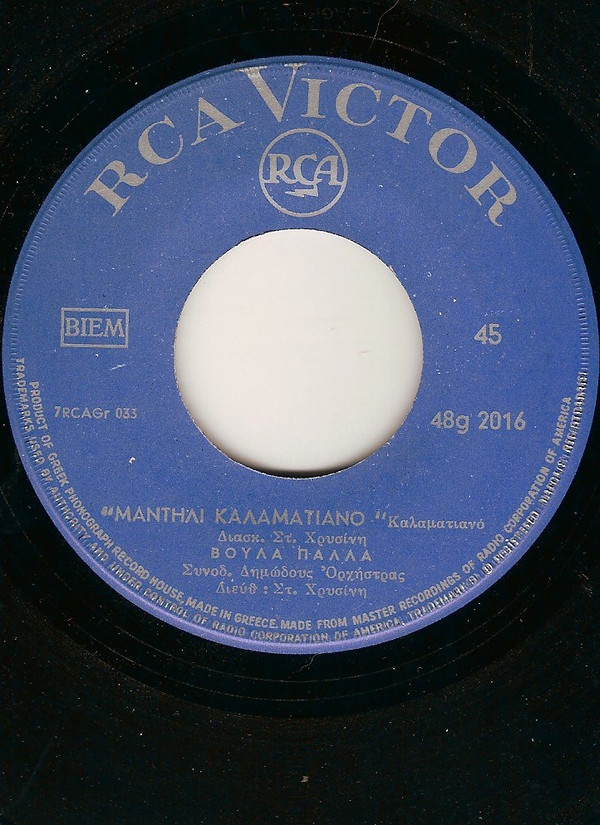 RCA VICTOR
RCA
BIEM
45
7RCAGr 033
48g 2016
"ΜΑΝΤΗΛΙ ΚΑΛΑΜΑΤΙΑΝΟ" Καλαματιανό
Διασκ. Στ. Χρυσίνη
ΒΟΥΛΑ ΠΑΛΛΑ
Συνοδ. Δημώδους Ὀρχήστρας
Διεύθ : Στ. Χρυσίνη
PRODUCT OF GREEK PHONOGRAPH RECORD HOUSE. MADE IN GREECE. MADE FROM MASTER RECORDINGS OF RADIO CORPORATION OF AMERICA
TRADEMARKS USED BY AUTHORITY AND UNDER CONTROL OF RADIO CORPORATION OF AMERICA. TRADEMARK ® REGISTERED